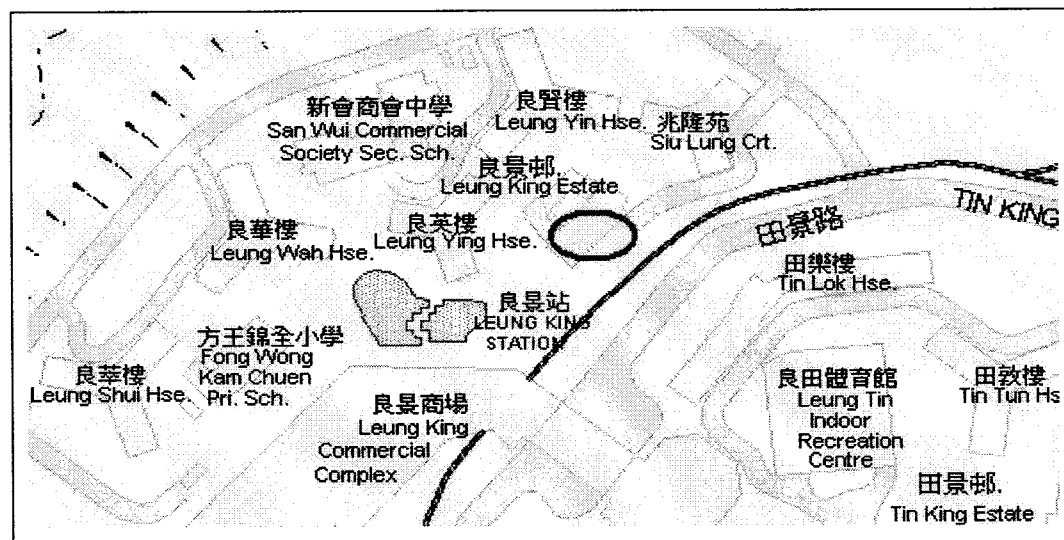 新會商會中學
San Wui Commercial
Society Sec. Sch.
良賢樓
Leung Yin Hse.
兆隆苑
Siu Lung Crt.
良景邨.
Leung King Estate
良華樓
Leung Wah Hse.
良英樓
Leung Ying Hse.
田景路
TIN KING
田樂樓
Tin Lok Hse.
良景站
LEUNG KING
STATION
方王錦全小學
Fong Wong
Kam Chuen
Pri. Sch.
良萃樓
Leung Shui Hse.
良景商場
Leung King
Commercial
Complex
良田體育館
Leung Tin
Indoor
Recreation
Centre
田敦樓
Tin Tun Hs
田景邨.
Tin King Estate